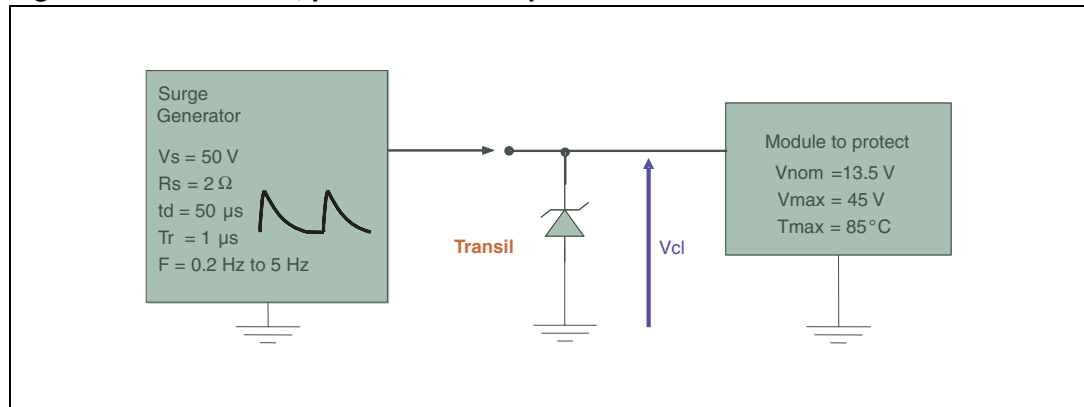 Surge
Generator
Vs = 50 V
Rs = 2 Ω
td = 50 µs
Tr = 1 µs
F = 0.2 Hz to 5 Hz
Transil
Vcl
Module to protect
Vnom =13.5 V
Vmax = 45 V
Tmax = 85°C